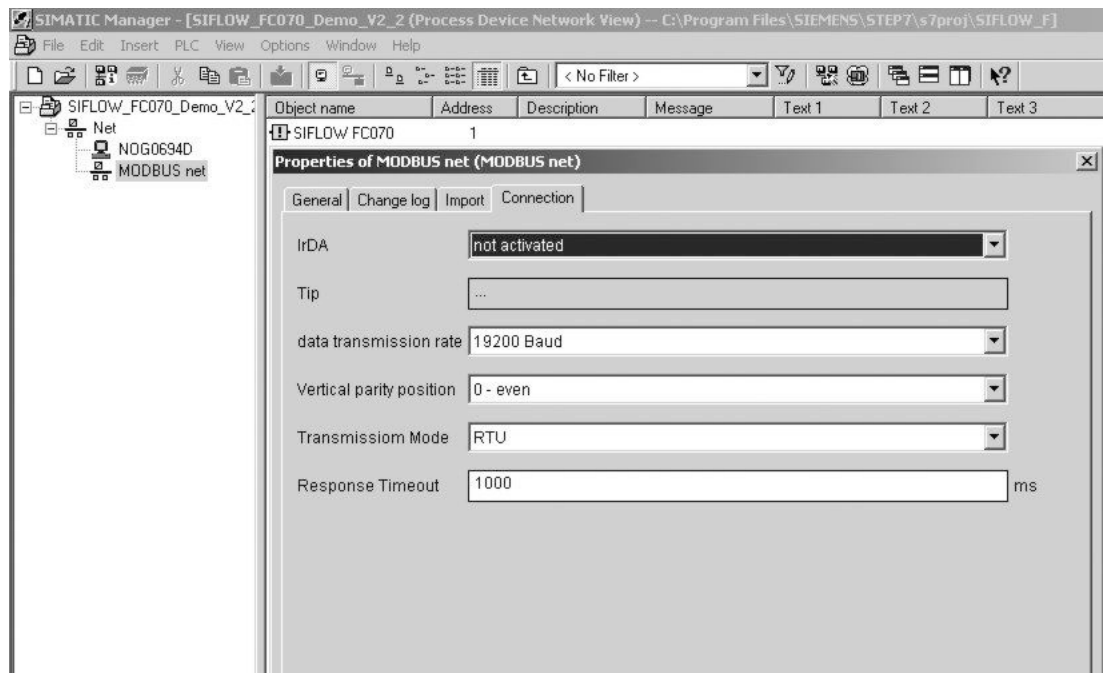 SIMATIC Manager - [SIFLOW_FC070_Demo_V2_2 (Process Device Network View) -- C:\Program Files\SIEMENS\STEP7\s7proj\SIFLOW_F]
File Edit Insert PLC View Options Window Help
< No Filter >
SIFLOW_FC070_Demo_V2_2
Net
NOG0694D
MODBUS net
Object name Address Description Message Text 1 Text 2 Text 3
SIFLOW FC070 1
Properties of MODBUS net (MODBUS net)
General Change log Import Connection
IrDA not activated
Tip ...
data transmission rate 19200 Baud
Vertical parity position 0 - even
Transmissiom Mode RTU
Response Timeout 1000 ms